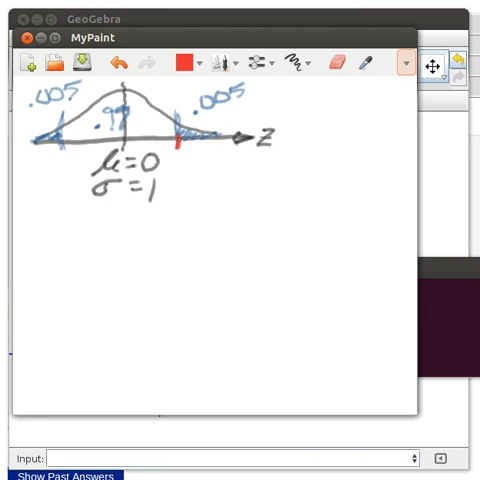 GeoGebra
MyPaint
.005
.005
.99
Z
μ=0
σ=1
Input:
Show Past Answers